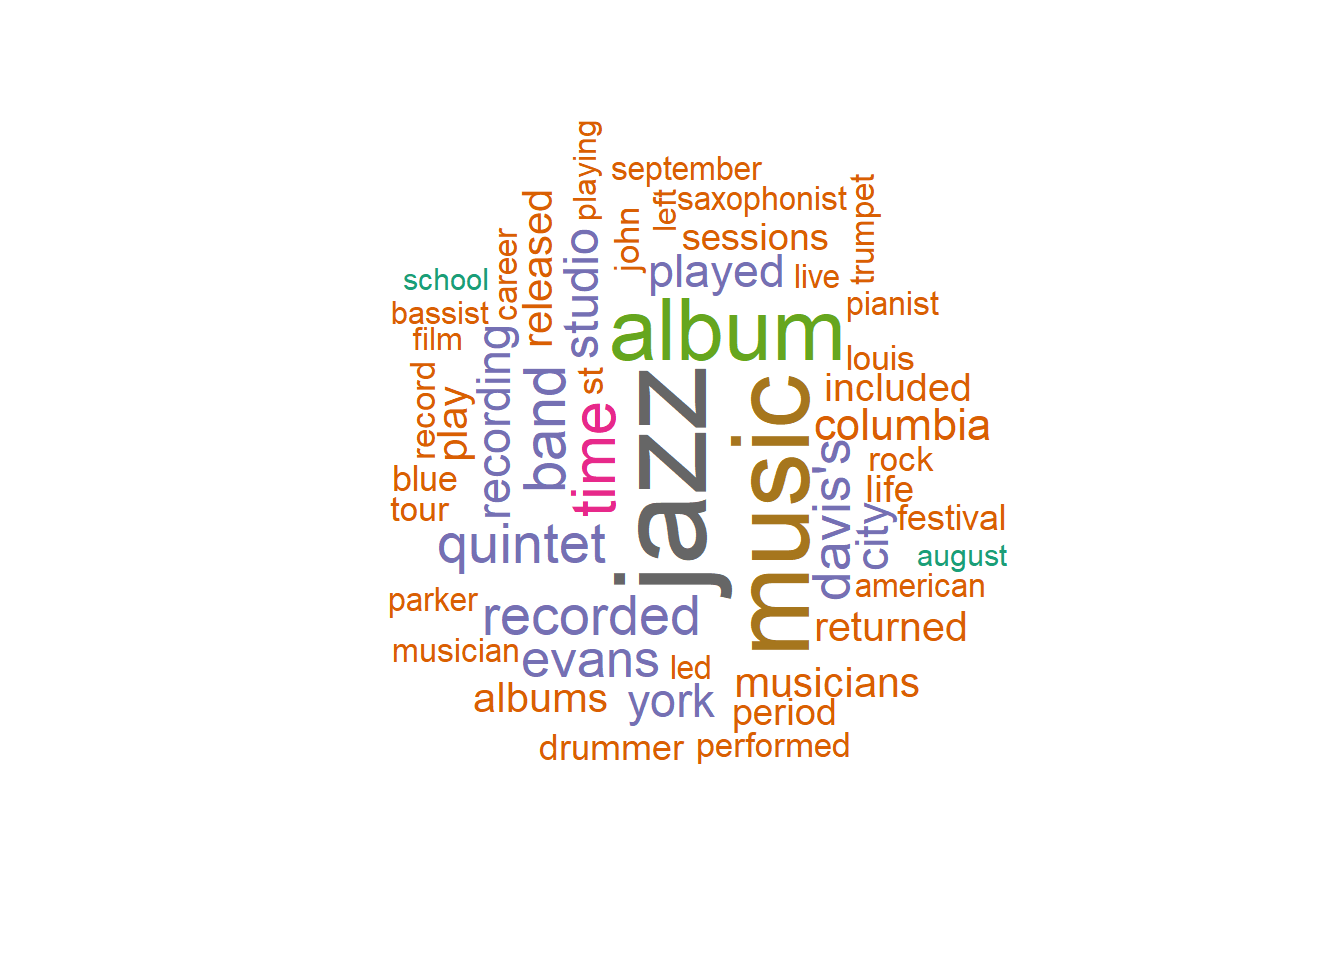 playing
september
left
saxophonist
trumpet
john
released
career
studio
sessions
played
live
school
bassist
film
pianist
album
recording
louis
record
play
band
st
time
jazz
music
included
columbia
davis's
rock
blue
life
tour
city
festival
quintet
august
american
parker
recorded
returned
musician
evans
led
albums
york
musicians
period
drummer
performed